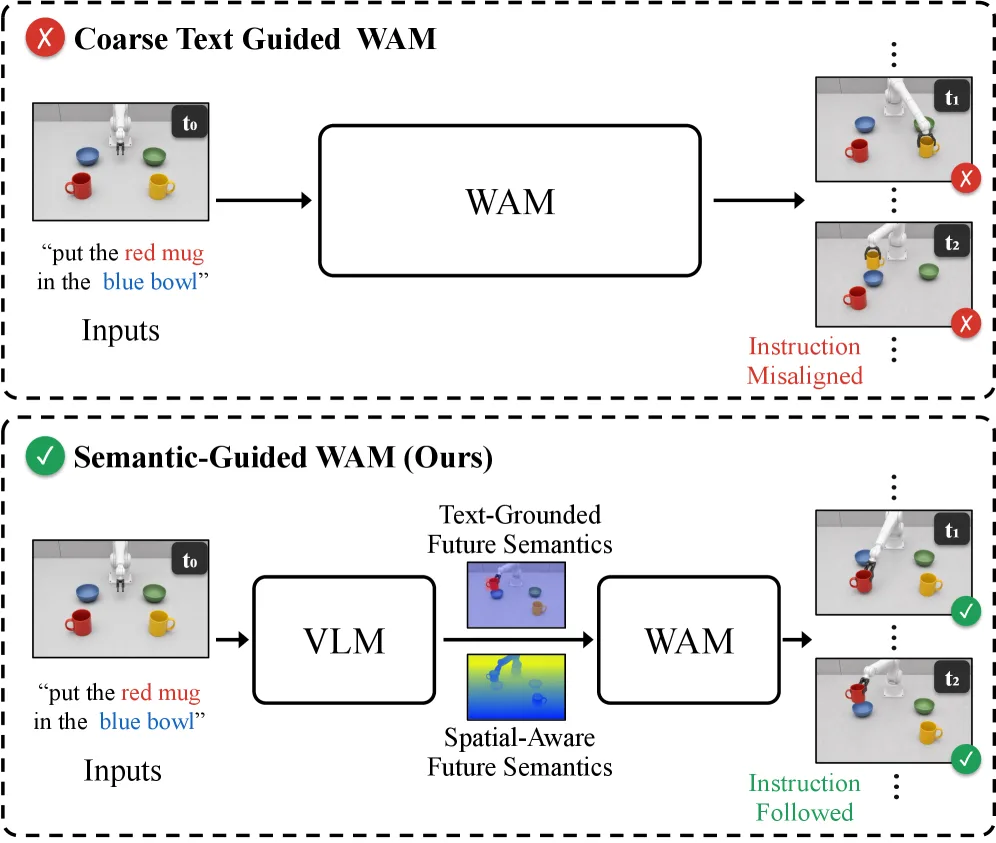 Coarse Text Guided WAM
t₀
“put the red mug
in the blue bowl”
Inputs
WAM
t₁
t₂
Instruction
Misaligned
Semantic-Guided WAM (Ours)
t₀
“put the red mug
in the blue bowl”
Inputs
VLM
Text-Grounded
Future Semantics
Spatial-Aware
Future Semantics
WAM
t₁
t₂
Instruction
Followed